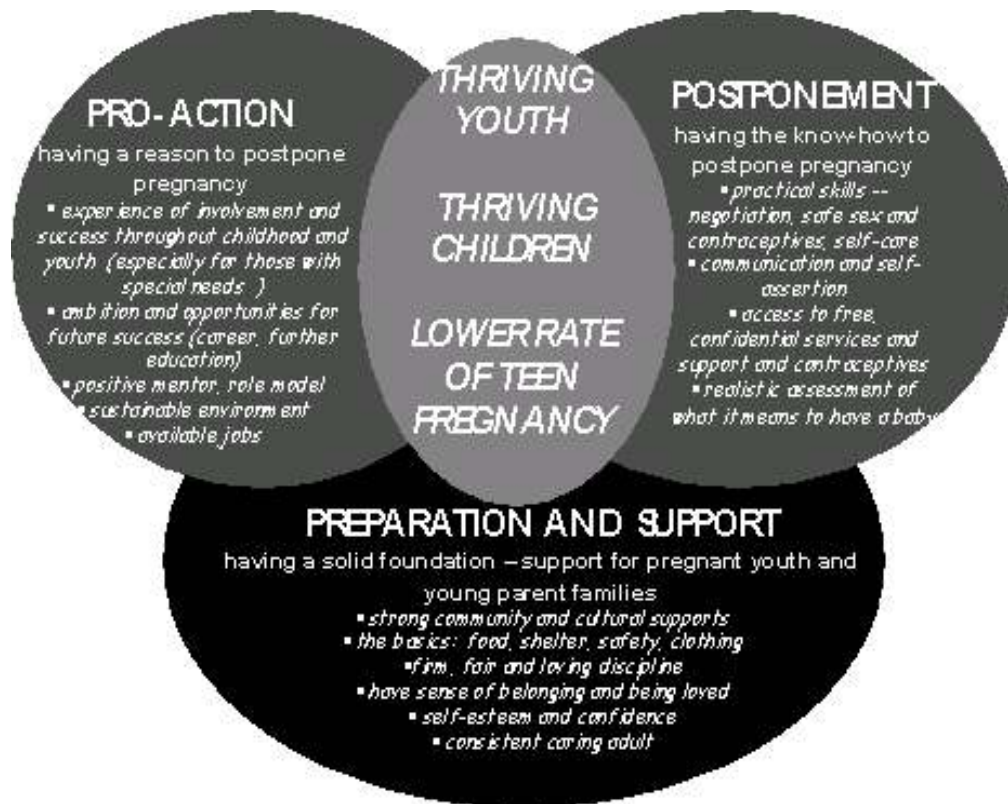 PRO-ACTION
having a reason to postpone
pregnancy
▪ experience of involvement and
success throughout childhood and
youth (especially for those with
special needs )
▪ ambition and opportunities for
future success (career, further
education)
▪ positive mentor, role model
▪ sustainable environment
▪ available jobs
THRIVING
YOUTH
THRIVING
CHILDREN
LOWER RATE
OF TEEN
PREGNANCY
POSTPONEMENT
having the know-how to
postpone pregnancy
▪ practical skills --
negotiation, safe sex and
contraceptives, self-care
▪ communication and self-
assertion
▪ access to free,
confidential services and
support and contraceptives
▪ realistic assessment of
what it means to have a baby
PREPARATION AND SUPPORT
having a solid foundation – support for pregnant youth and
young parent families
▪ strong community and cultural supports
▪ the basics: food, shelter, safety, clothing
▪ firm, fair and loving discipline
▪ have sense of belonging and being loved
▪ self-esteem and confidence
▪ consistent caring adult